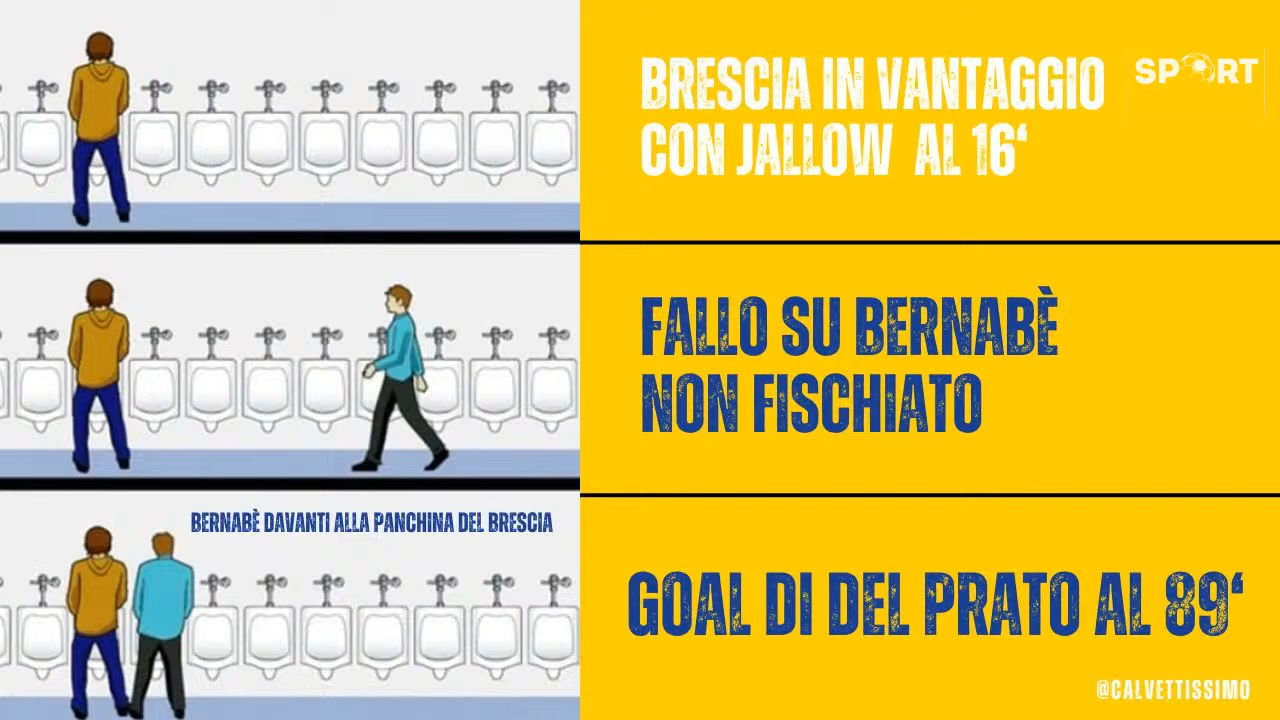 BRESCIA IN VANTAGGIO
CON JALLOW AL 16‘
SPORT
FALLO SU BERNABÈ
NON FISCHIATO
BERNABÈ DAVANTI ALLA PANCHINA DEL BRESCIA
GOAL DI DEL PRATO AL 89‘
@CALVETTISSIMO